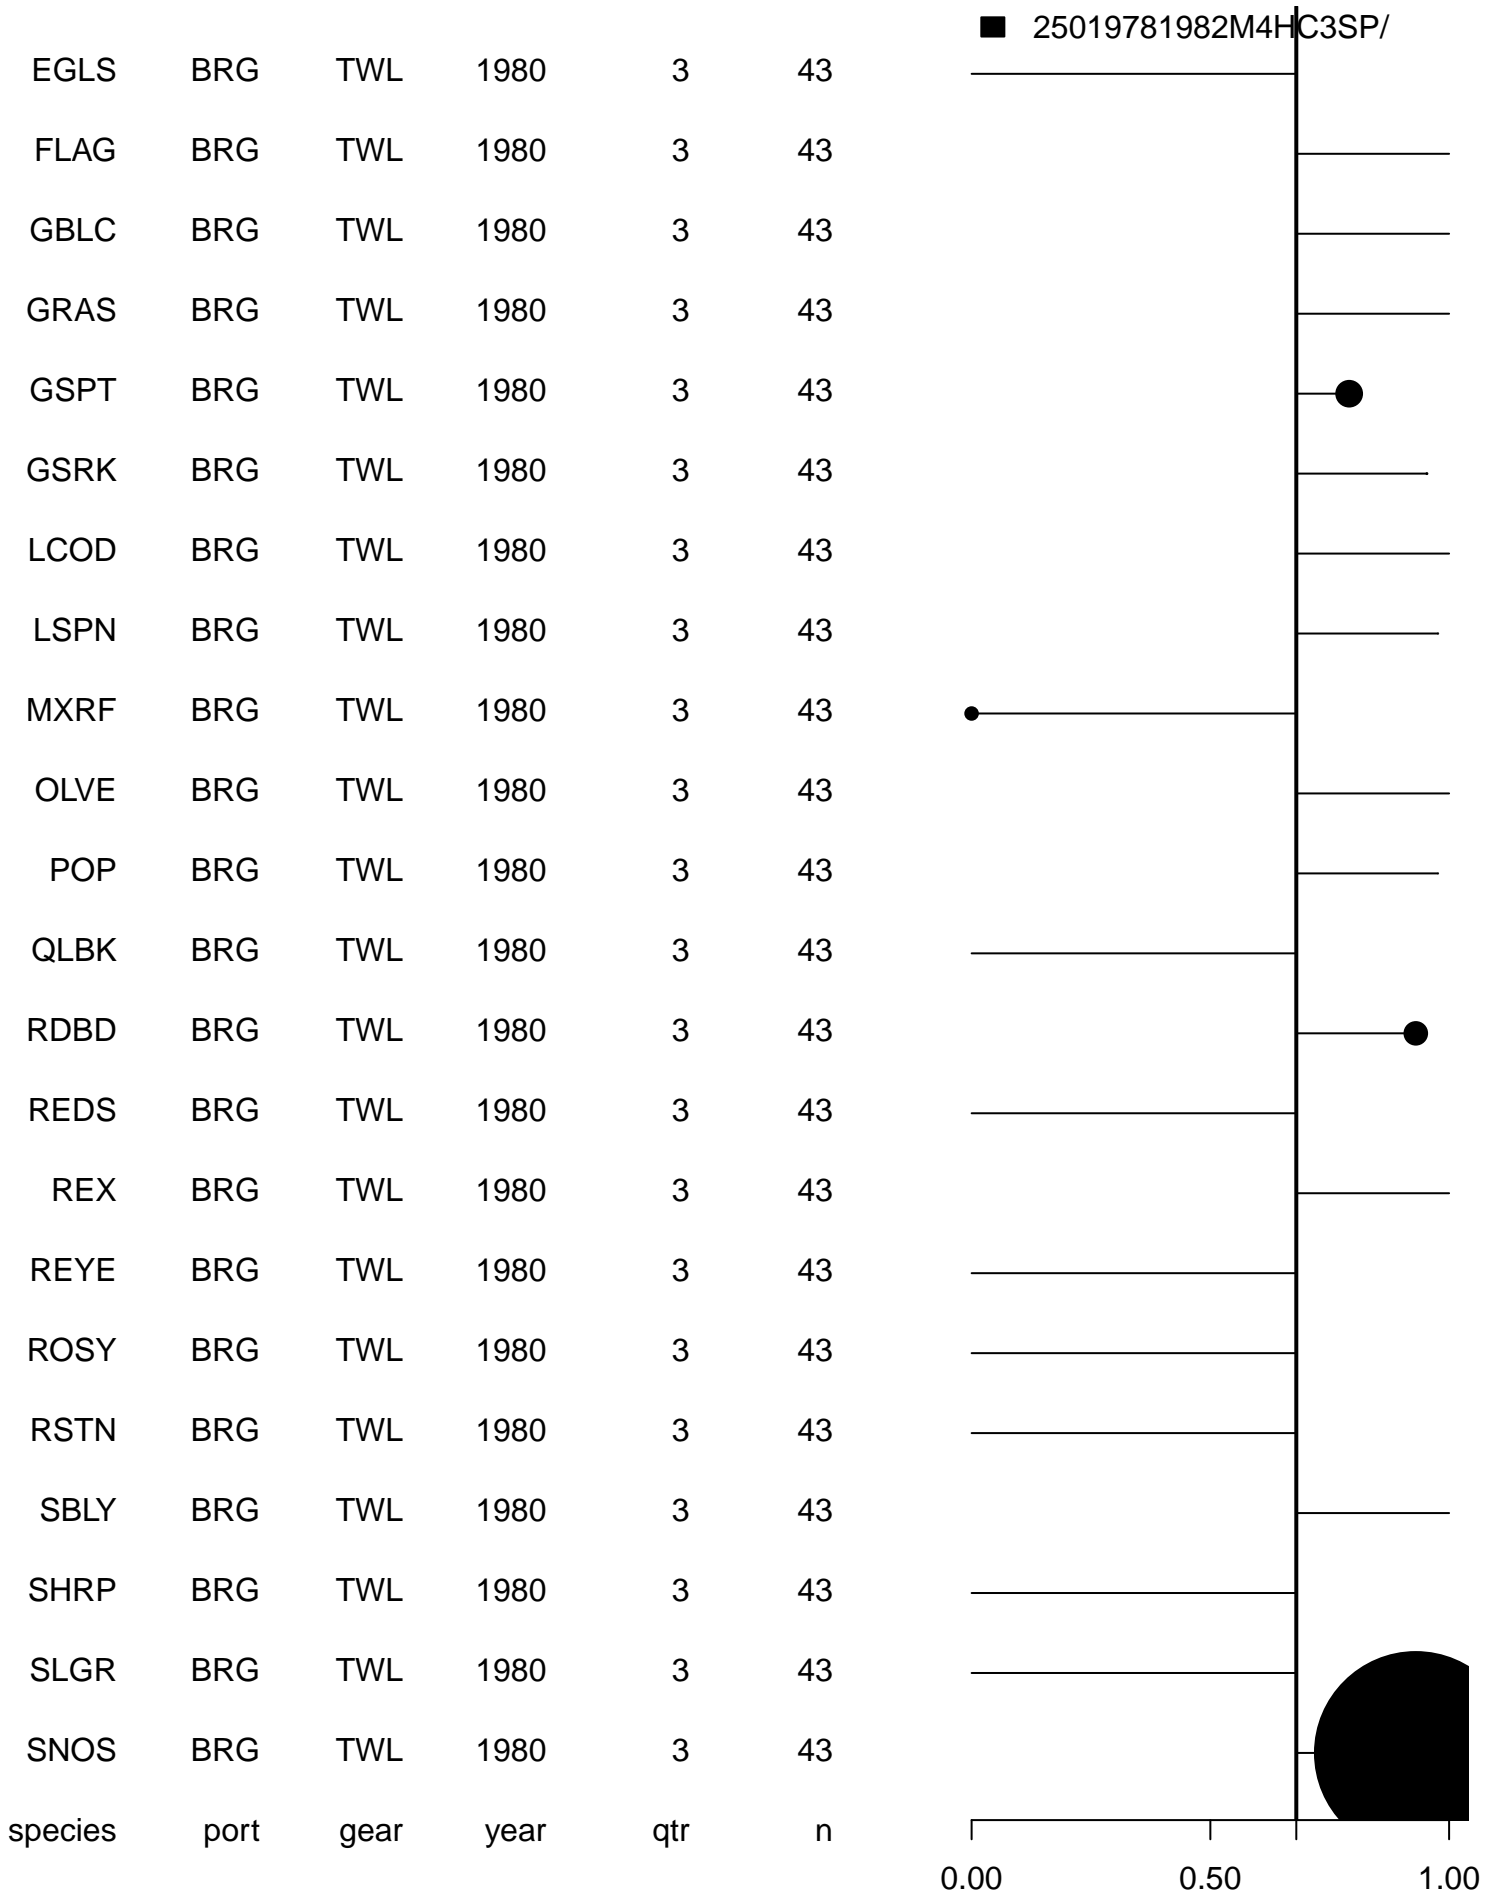 25019781982M4HC3SP/
EGLS BRG TWL 1980 3 43
FLAG BRG TWL 1980 3 43
GBLC BRG TWL 1980 3 43
GRAS BRG TWL 1980 3 43
GSPT BRG TWL 1980 3 43
GSRK BRG TWL 1980 3 43
LCOD BRG TWL 1980 3 43
LSPN BRG TWL 1980 3 43
MXRF BRG TWL 1980 3 43
OLVE BRG TWL 1980 3 43
POP BRG TWL 1980 3 43
QLBK BRG TWL 1980 3 43
RDBD BRG TWL 1980 3 43
REDS BRG TWL 1980 3 43
REX BRG TWL 1980 3 43
REYE BRG TWL 1980 3 43
ROSY BRG TWL 1980 3 43
RSTN BRG TWL 1980 3 43
SBLY BRG TWL 1980 3 43
SHRP BRG TWL 1980 3 43
SLGR BRG TWL 1980 3 43
SNOS BRG TWL 1980 3 43
species port gear year qtr n
0.00 0.50 1.00